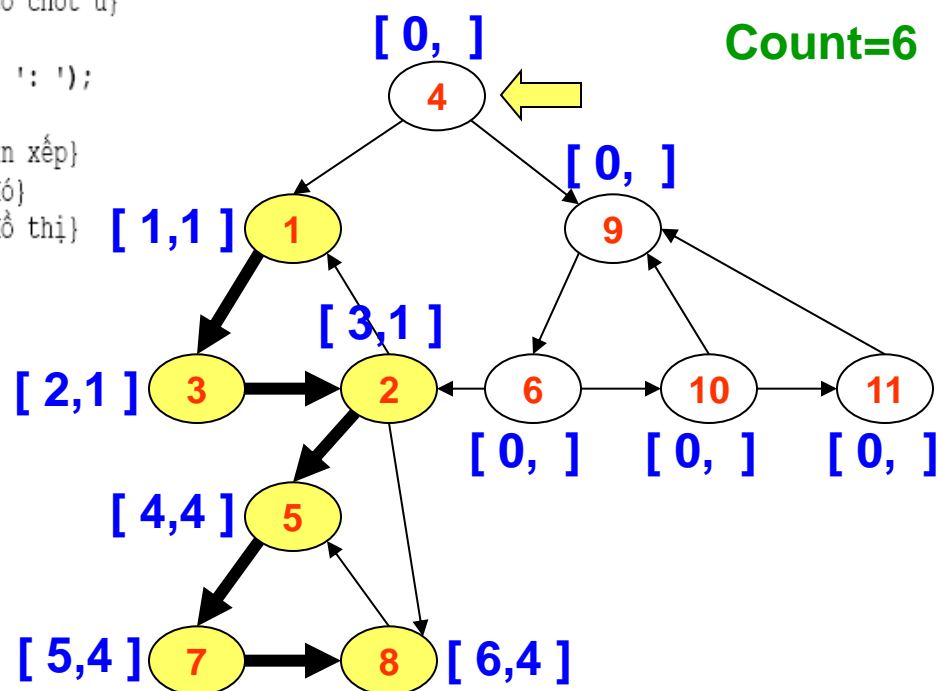 chốt u}
[ 0, ]
Count=6
': ');
4
xếp}
[ 0, ]
thị}
[ 1,1 ]
1
9
[ 3,1 ]
[ 2,1 ]
3
2
6
10
11
[ 0, ]
[ 0, ]
[ 0, ]
[ 4,4 ]
5
[ 5,4 ]
7
8
[ 6,4 ]